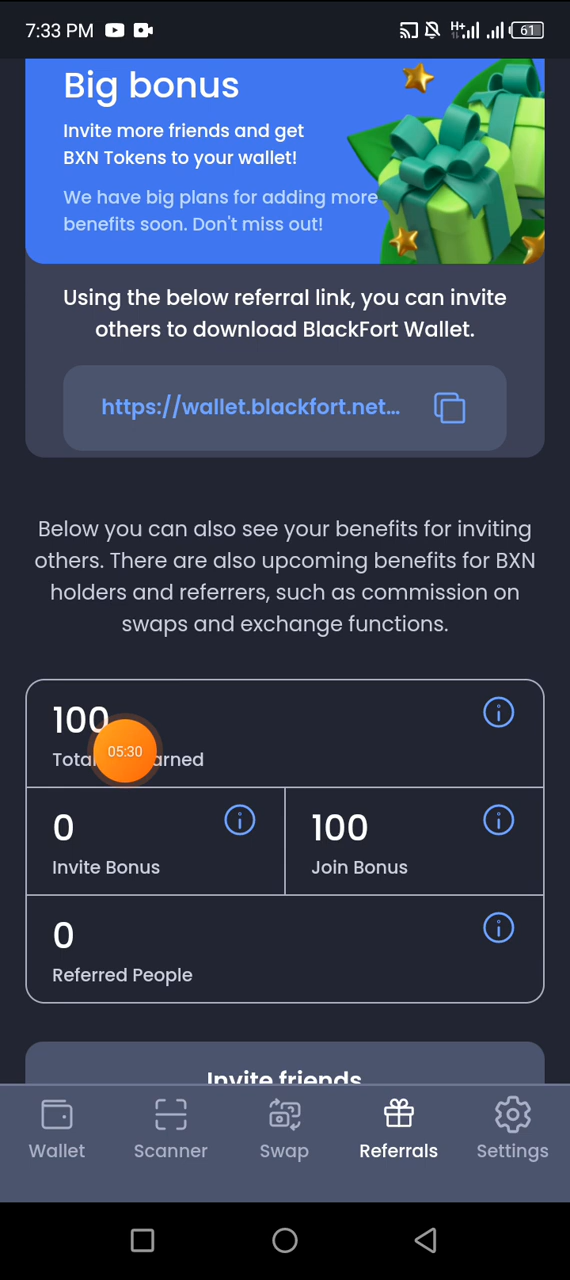 7:33 PM
H+
61
Big bonus
Invite more friends and get
BXN Tokens to your wallet!
We have big plans for adding more
benefits soon. Don't miss out!
Using the below referral link, you can invite
others to download BlackFort Wallet.
https://wallet.blackfort.net...
Below you can also see your benefits for inviting
others. There are also upcoming benefits for BXN
holders and referrers, such as commission on
swaps and exchange functions.
100
05:30
0
Invite Bonus
100
Join Bonus
0
Referred People
Invite friends
Wallet
Scanner
Swap
Referrals
Settings